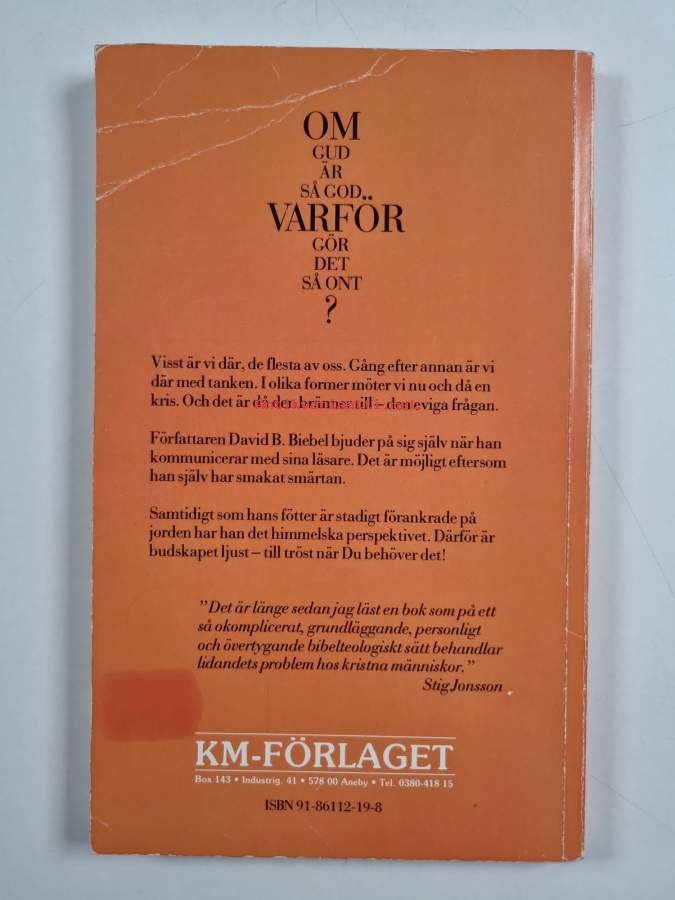 OM
GUD
ÄR
SÅ GOD
VARFÖR
GÖR
DET
SÅ ONT
?
Visst är vi där, de flesta av oss. Gång efter annan är vi
där med tanken. I olika former möter vi nu och då en
kris. Och det är då den bränns till – den eviga frågan.
Författaren David B. Biebel bjuder på sig själv när han
kommunicerar med sina läsare. Det är möjligt eftersom
han själv har smakat smärtan.
Samtidigt som hans fötter är stadigt förankrade på
jorden har han det himmelska perspektivet. Därför är
budskapet ljust – till tröst när Du behöver det!
”Det är länge sedan jag läst en bok som på ett
så okomplicerat, grundläggande, personligt
och övertygande bibelteologiskt sätt behandlar
lidandets problem hos kristna människor.”
Stig Jonsson
KM-FÖRLAGET
Box 143 • Industrig. 41 • 578 00 Aneby • Tel. 0380-418 15
ISBN 91-86112-19-8